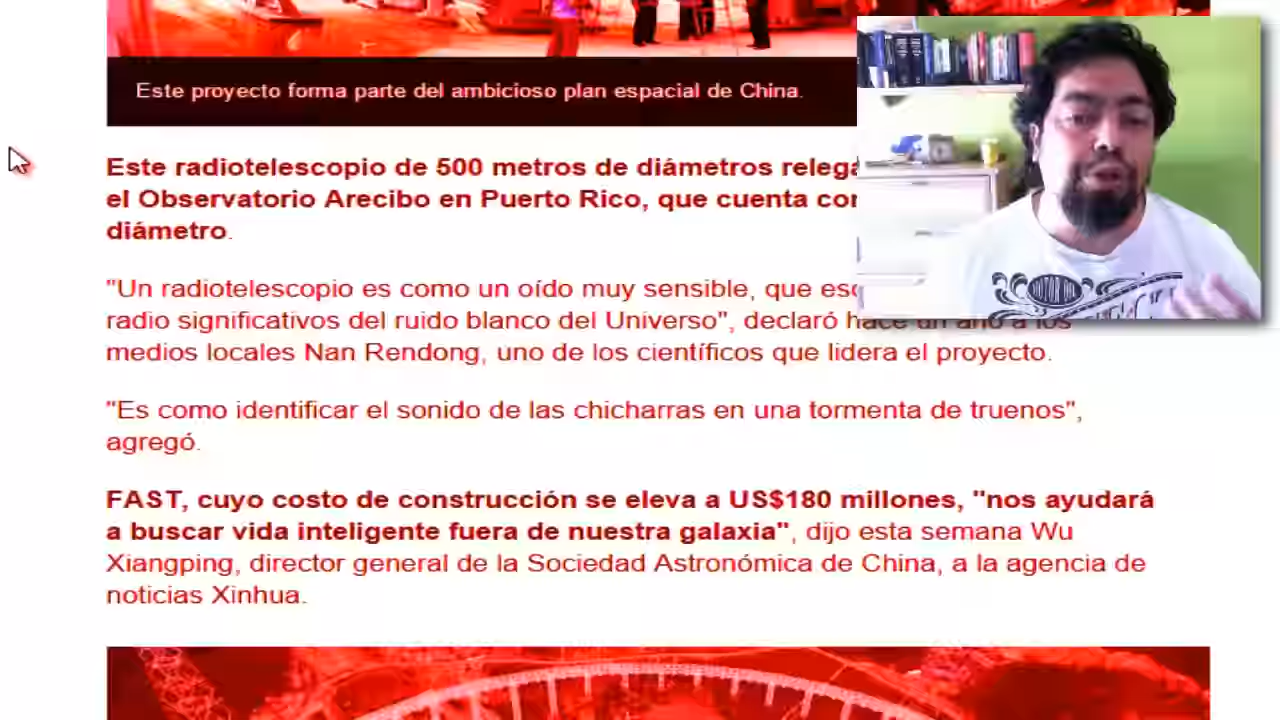 Este proyecto forma parte del ambicioso plan espacial de China.
Este radiotelescopio de 500 metros de diámetros
el Observatorio Arecibo en Puerto Rico, que cuenta
diámetro.
"Un radiotelescopio es como un oído muy sensible, que
radio significativos del ruido blanco del Universo", declaró hace un año a los
medios locales Nan Rendong, uno de los científicos que lidera el proyecto.
"Es como identificar el sonido de las chicharras en una tormenta de truenos",
agregó.
FAST, cuyo costo de construcción se eleva a US$180 millones, "nos ayudará
a buscar vida inteligente fuera de nuestra galaxia", dijo esta semana Wu
Xiangping, director general de la Sociedad Astronómica de China, a la agencia de
noticias Xinhua.